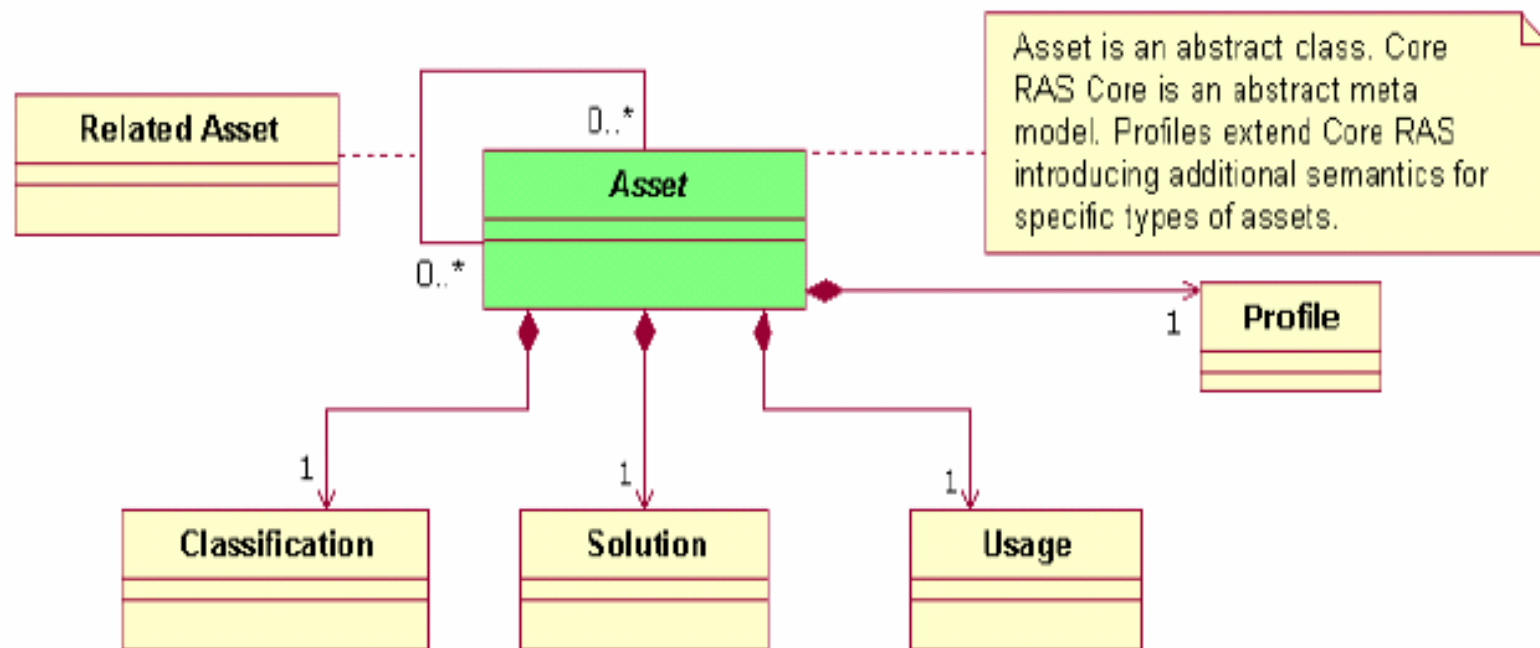 Related Asset
0..*
Asset
0..*
Asset is an abstract class. Core
RAS Core is an abstract meta
model. Profiles extend Core RAS
introducing additional semantics for
specific types of assets.
1
Profile
1
1
1
Classification
Solution
Usage